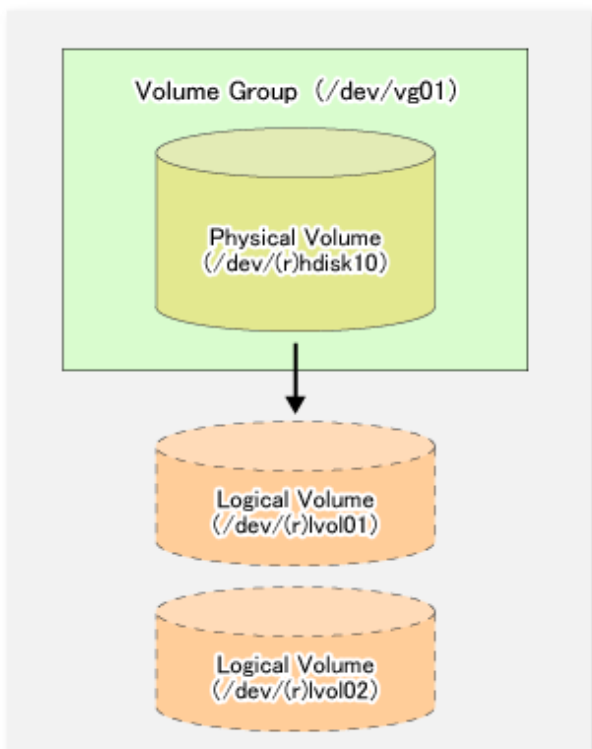 Volume Group (/dev/vg01)
Physical Volume
(/dev/(r)hdisk10)
Logical Volume
(/dev/(r)lvol01)
Logical Volume
(/dev/(r)lvol02)